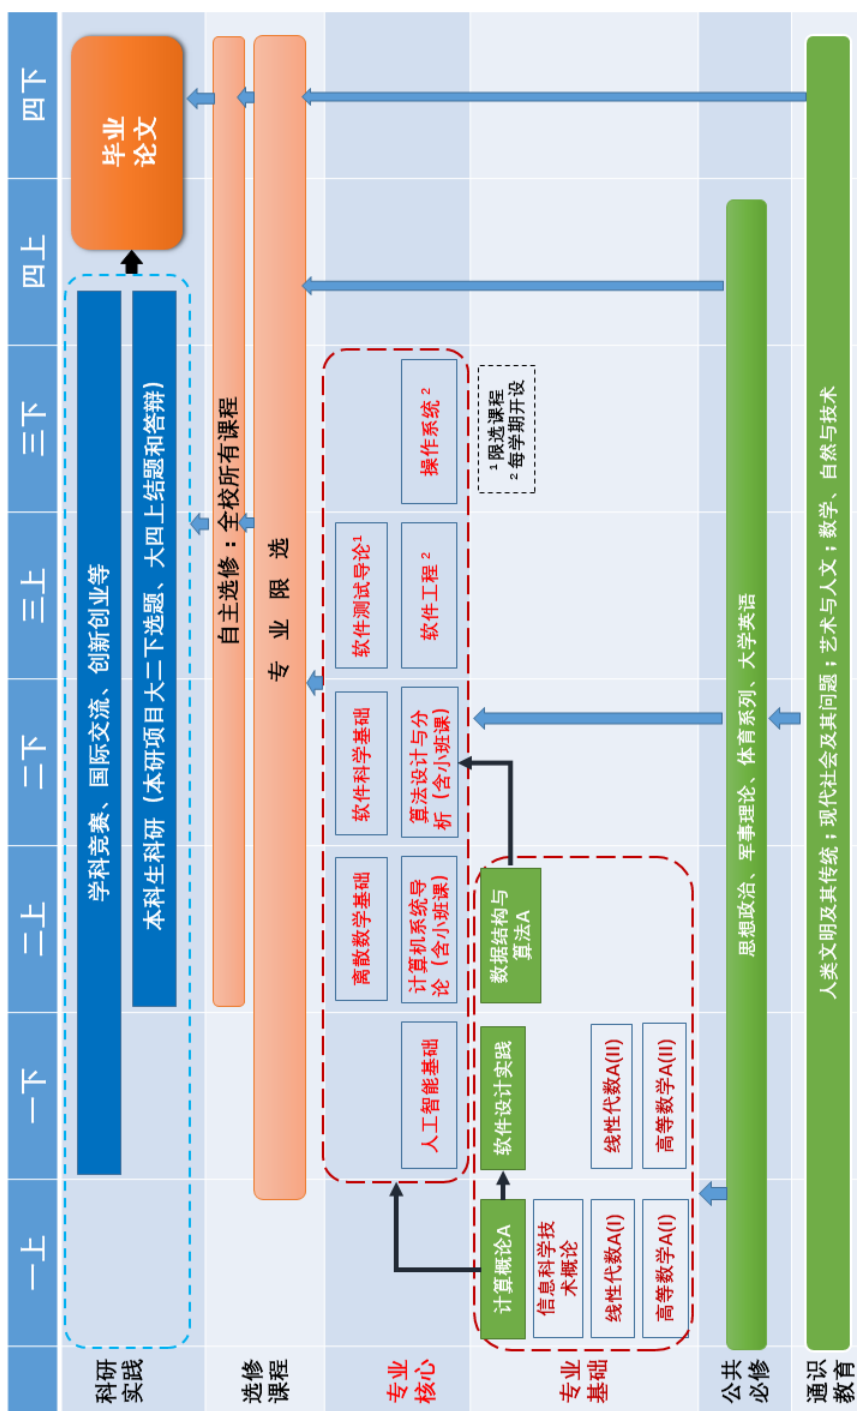 一上
一下
二上
二下
三上
三下
四上
四下
科研
实践
学科竞赛、国际交流、创新创业等
本科生科研（本研项目大二下选题、大四上结题和答辩）
毕业
论文
选修
课程
自主选修：全校所有课程
专 业 限 选
专业
核心
离散数学基础
软件科学基础
软件测试导论¹
人工智能基础
计算机系统导
论（含小班课）
算法设计与分
析（含小班课）
软件工程 ²
操作系统 ²
专业
基础
计算概论A
软件设计实践
数据结构与
算法A
¹ 限选课程
² 每学期开设
信息科学技
术概论
线性代数A(I)
线性代数A(II)
高等数学A(I)
高等数学A(II)
公共
必修
思想政治、军事理论、体育系列、大学英语
通识
教育
人类文明及其传统；现代社会及其问题；艺术与人文；数学、自然与技术